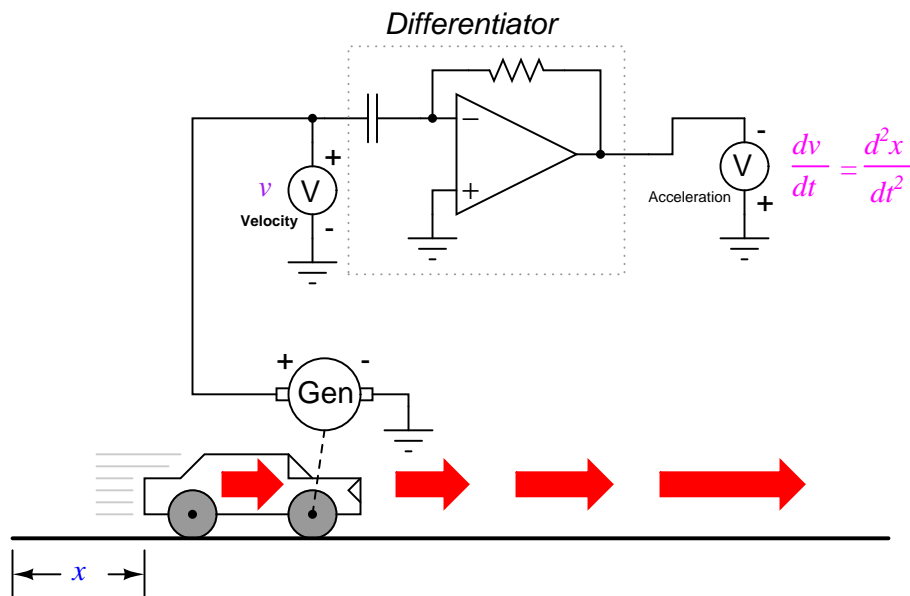 Differentiator
−
+
+
-
v
V
Velocity
-
V
+
Acceleration
dv/dt = d²x/dt²
+
-
Gen
x